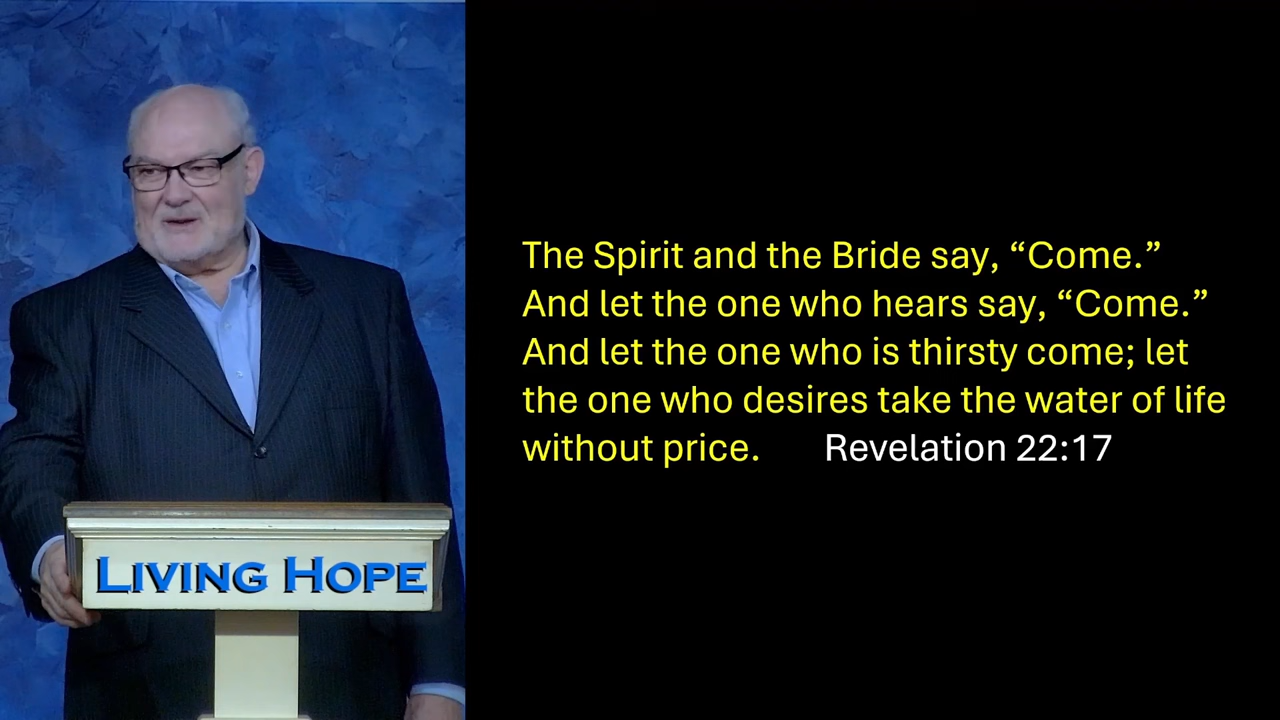 The Spirit and the Bride say, “Come.”
And let the one who hears say, “Come.”
And let the one who is thirsty come; let
the one who desires take the water of life
without price. Revelation 22:17
LIVING HOPE